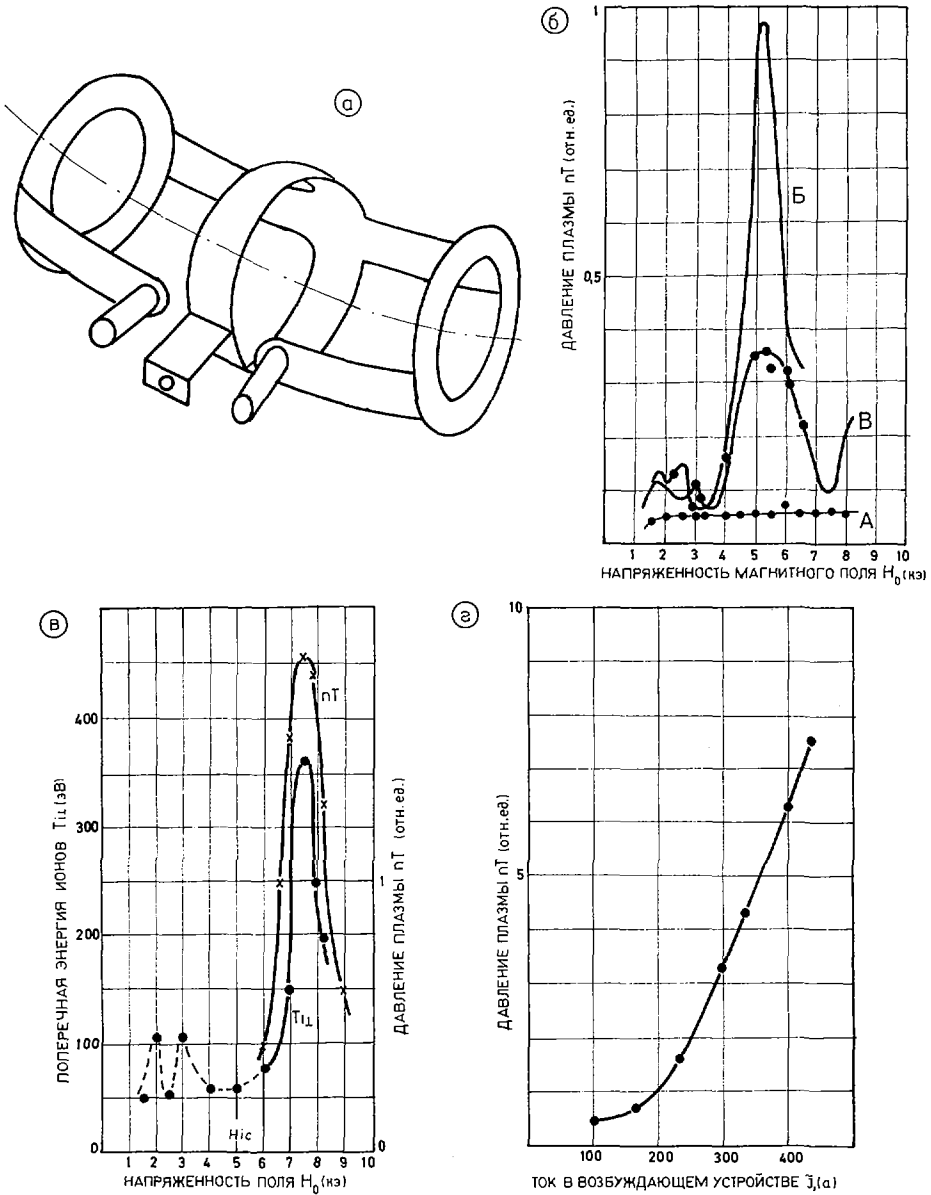 а
б
1
0,5
ДАВЛЕНИЕ ПЛАЗМЫ nT (отн.ед.)
Б
В
А
1 2 3 4 5 6 7 8 9 10
НАПРЯЖЕННОСТЬ МАГНИТНОГО ПОЛЯ H₀(кэ)
в
400
300
200
100
0
ПОПЕРЕЧНАЯ ЭНЕРГИЯ ИОНОВ Ti⊥(эВ)
nT
Ti⊥
Hic
1
0
ДАВЛЕНИЕ ПЛАЗМЫ nT (отн.ед.)
1 2 3 4 5 6 7 8 9 10
НАПРЯЖЕННОСТЬ ПОЛЯ H₀(кэ)
г
10
5
ДАВЛЕНИЕ ПЛАЗМЫ nT (отн.ед.)
0 100 200 300 400
ТОК В ВОЗБУЖДАЮЩЕМ УСТРОЙСТВЕ J̃,(а)